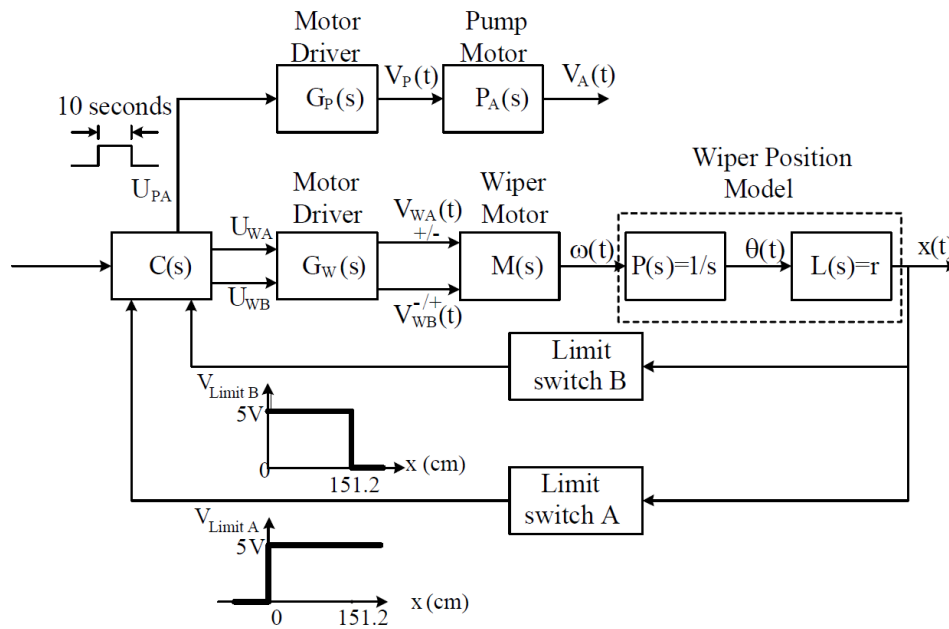 Motor
Driver
Pump
Motor
G_P(s)
V_P(t)
P_A(s)
V_A(t)
10 seconds
U_PA
Wiper Position
Model
Motor
Driver
Wiper
Motor
C(s)
U_WA
U_WB
G_W(s)
V_WA(t)
+/-
-/+
V_WB(t)
M(s)
ω(t)
P(s)=1/s
θ(t)
L(s)=r
x(t)
Limit
switch B
V_Limit B
5V
0
151.2
x (cm)
Limit
switch A
V_Limit A
5V
0
151.2
x (cm)